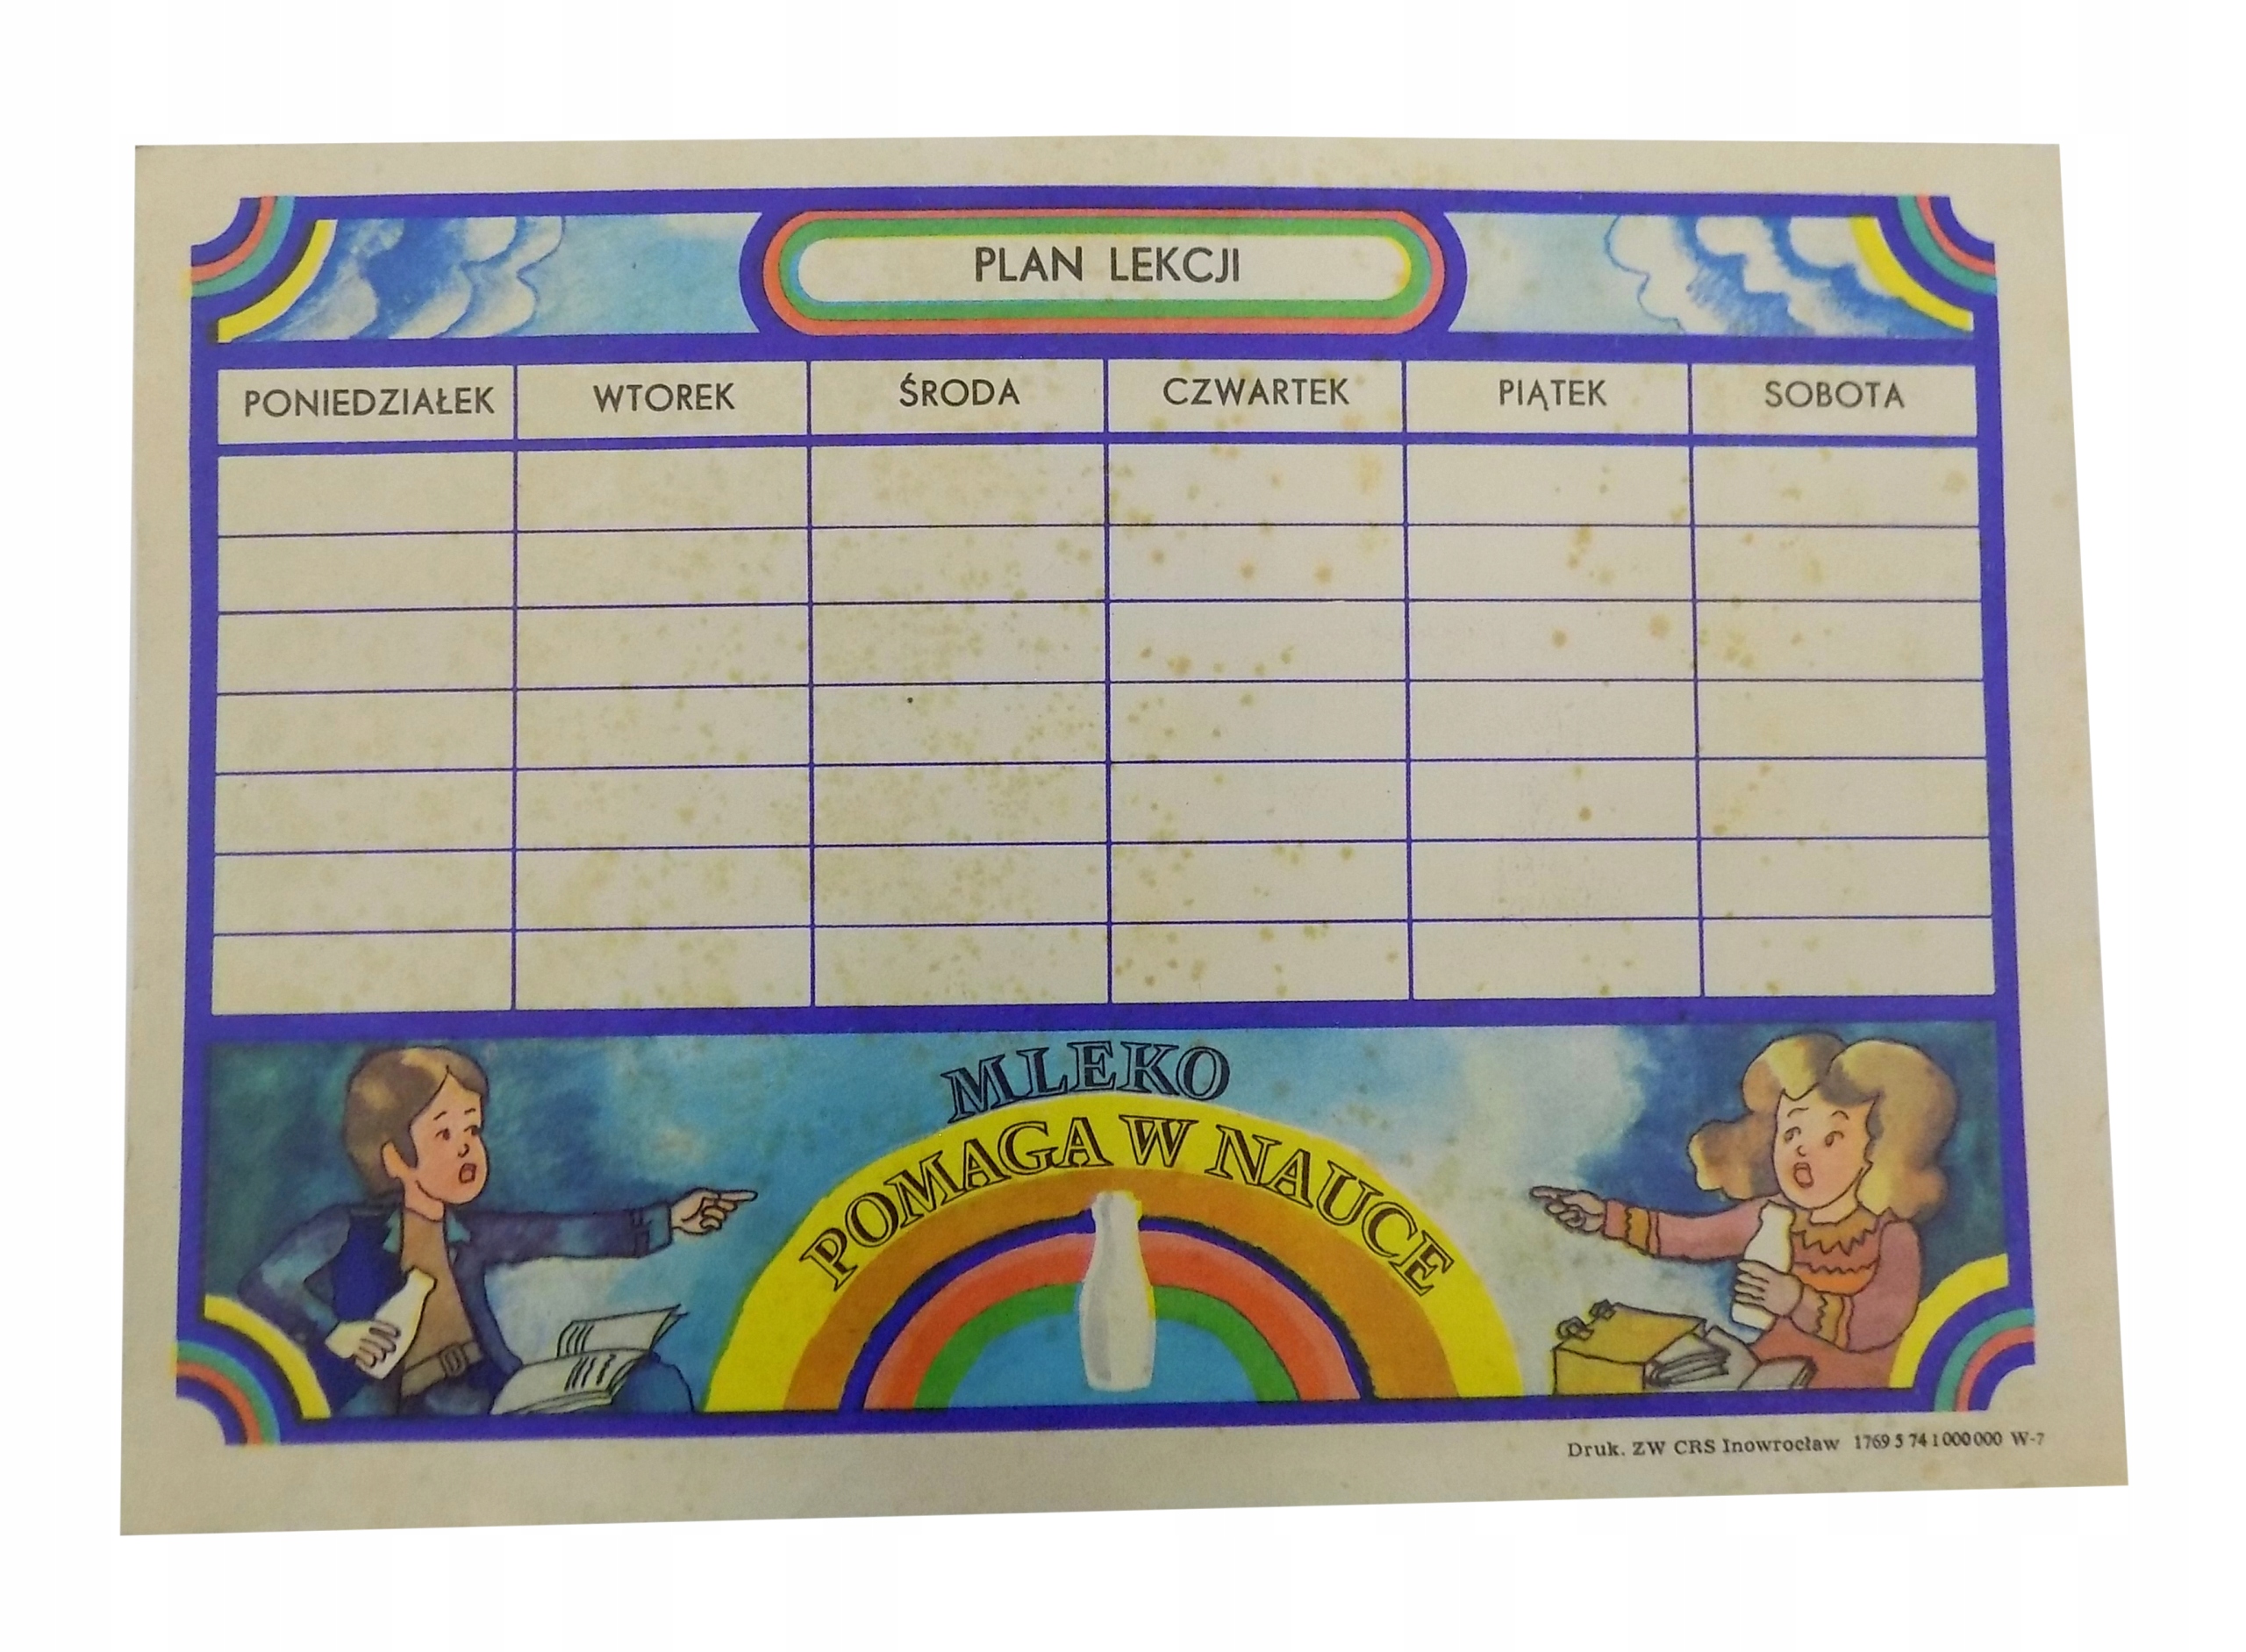 PLAN LEKCJI
PONIEDZIAŁEK WTOREK ŚRODA CZWARTEK PIĄTEK SOBOTA
MLEKO
POMAGA W NAUCE
Druk. ZW CRS Inowrocław 1769 5 74 1 000 000 W-7